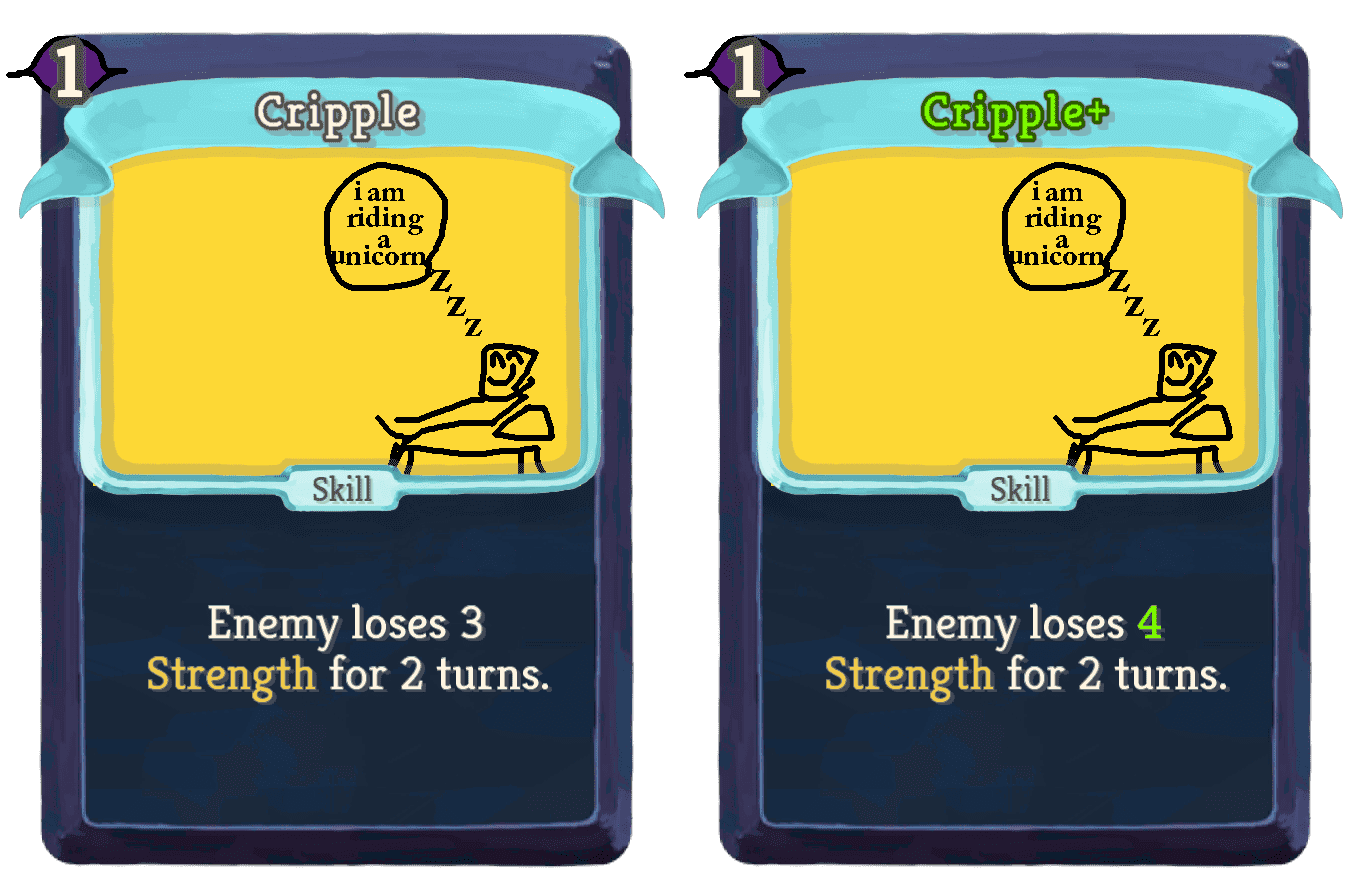 1
Cripple
i am
riding
a
unicorn
Z
z
z
Skill
Enemy loses 3
Strength for 2 turns.
1
Cripple+
i am
riding
a
unicorn
Z
z
z
Skill
Enemy loses 4
Strength for 2 turns.